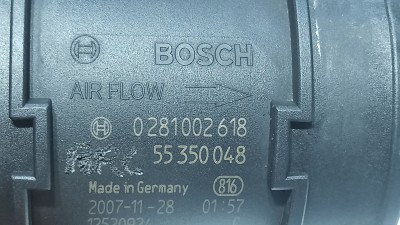 BOSCH
AIR FLOW
0 281 002 618
55 350 048
Made in Germany 816
2007-11-28 01:57